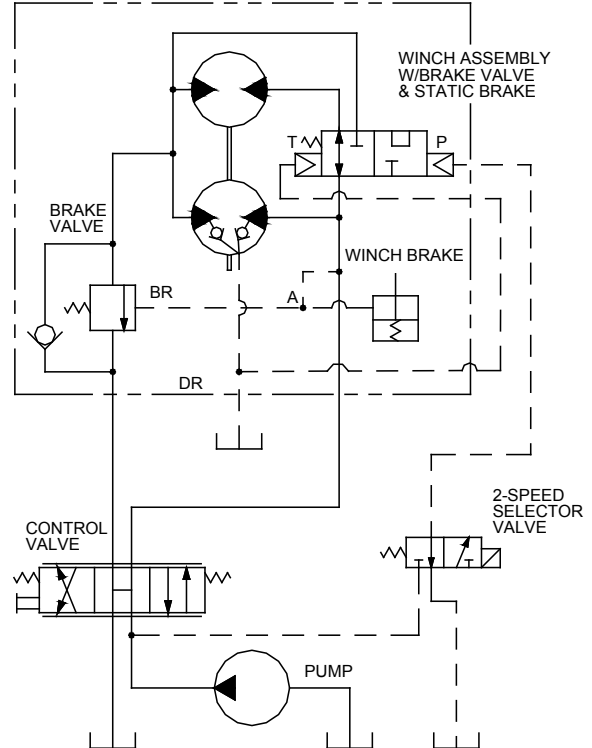 WINCH ASSEMBLY
W/BRAKE VALVE
& STATIC BRAKE
T
P
BRAKE
VALVE
WINCH BRAKE
BR
A
DR
2-SPEED
SELECTOR
VALVE
CONTROL
VALVE
PUMP